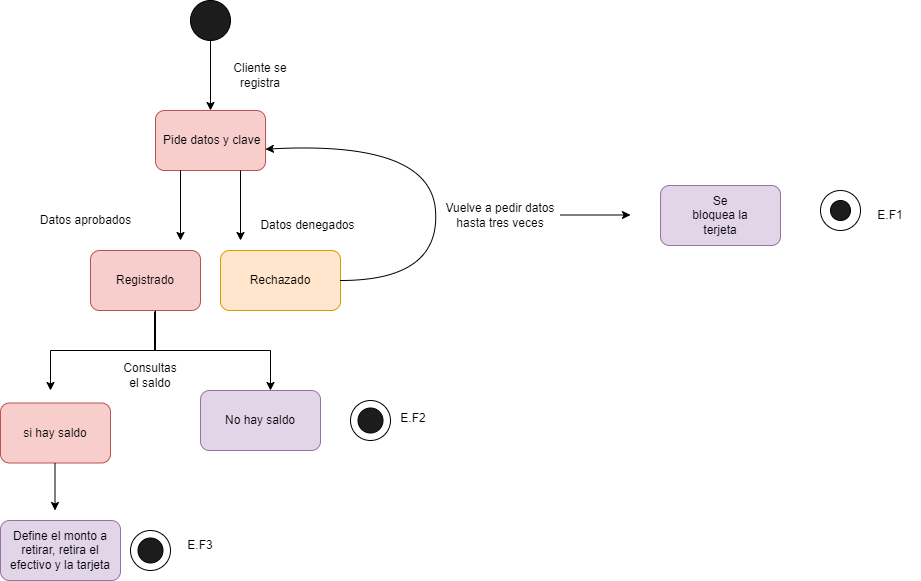 Cliente se
registra
Pide datos y clave
Datos aprobados
Datos denegados
Vuelve a pedir datos
hasta tres veces
Se
bloquea la
terjeta
E.F1
Registrado
Rechazado
Consultas
el saldo
si hay saldo
No hay saldo
E.F2
Define el monto a
retirar, retira el
efectivo y la tarjeta
E.F3